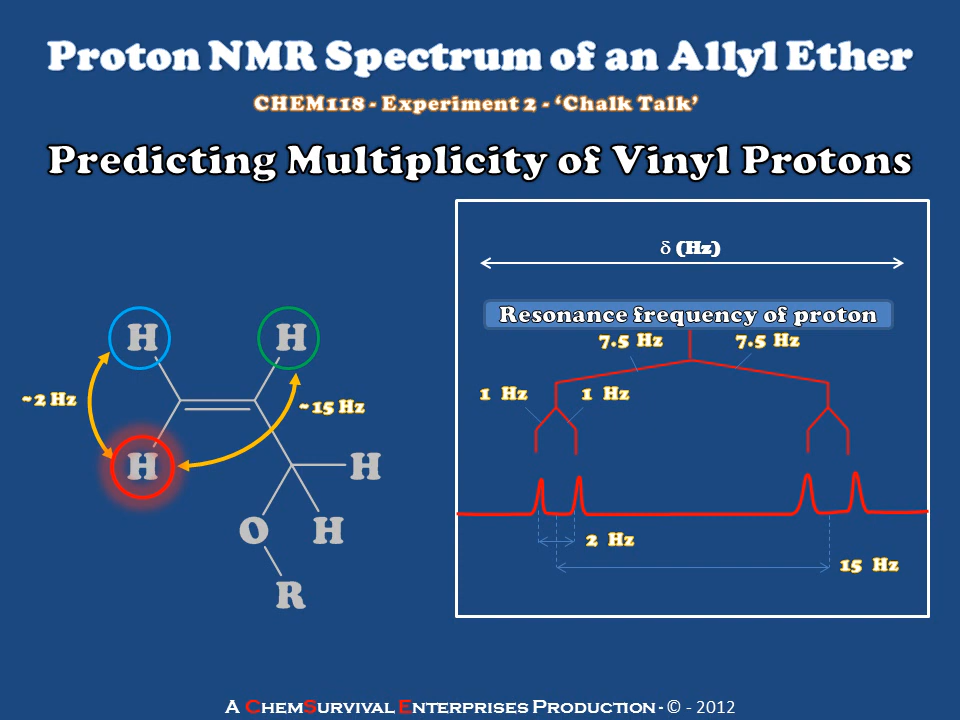 Proton NMR Spectrum of an Allyl Ether
CHEM118 - Experiment 2 - ‘Chalk Talk’
Predicting Multiplicity of Vinyl Protons
δ (Hz)
Resonance frequency of proton
7.5 Hz 7.5 Hz
1 Hz 1 Hz
2 Hz
15 Hz
H H
~2 Hz
~15 Hz
H H
O H
R
A ChemSurvival Enterprises Production - © - 2012